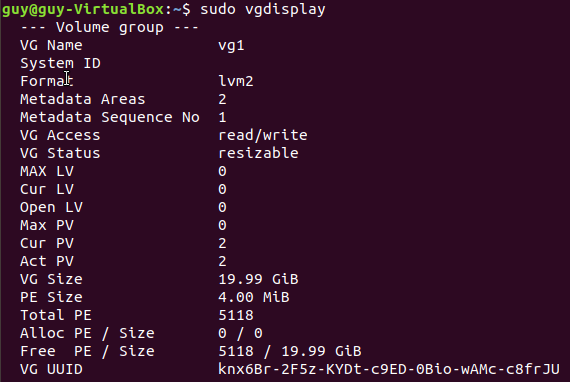 guy@guy-VirtualBox:~$ sudo vgdisplay
--- Volume group ---
VG Name vg1
System ID
Format lvm2
Metadata Areas 2
Metadata Sequence No 1
VG Access read/write
VG Status resizable
MAX LV 0
Cur LV 0
Open LV 0
Max PV 0
Cur PV 2
Act PV 2
VG Size 19.99 GiB
PE Size 4.00 MiB
Total PE 5118
Alloc PE / Size 0 / 0
Free PE / Size 5118 / 19.99 GiB
VG UUID knx6Br-2F5z-KYDt-c9ED-0Bio-wAMc-c8frJU